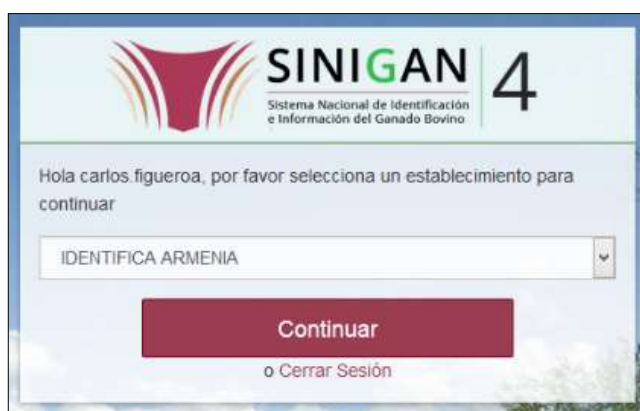 SINIGAN 4
Sistema Nacional de Identificación
e Información del Ganado Bovino
Hola carlos.figueroa, por favor selecciona un establecimiento para
continuar
IDENTIFICA ARMENIA
Continuar
o Cerrar Sesión